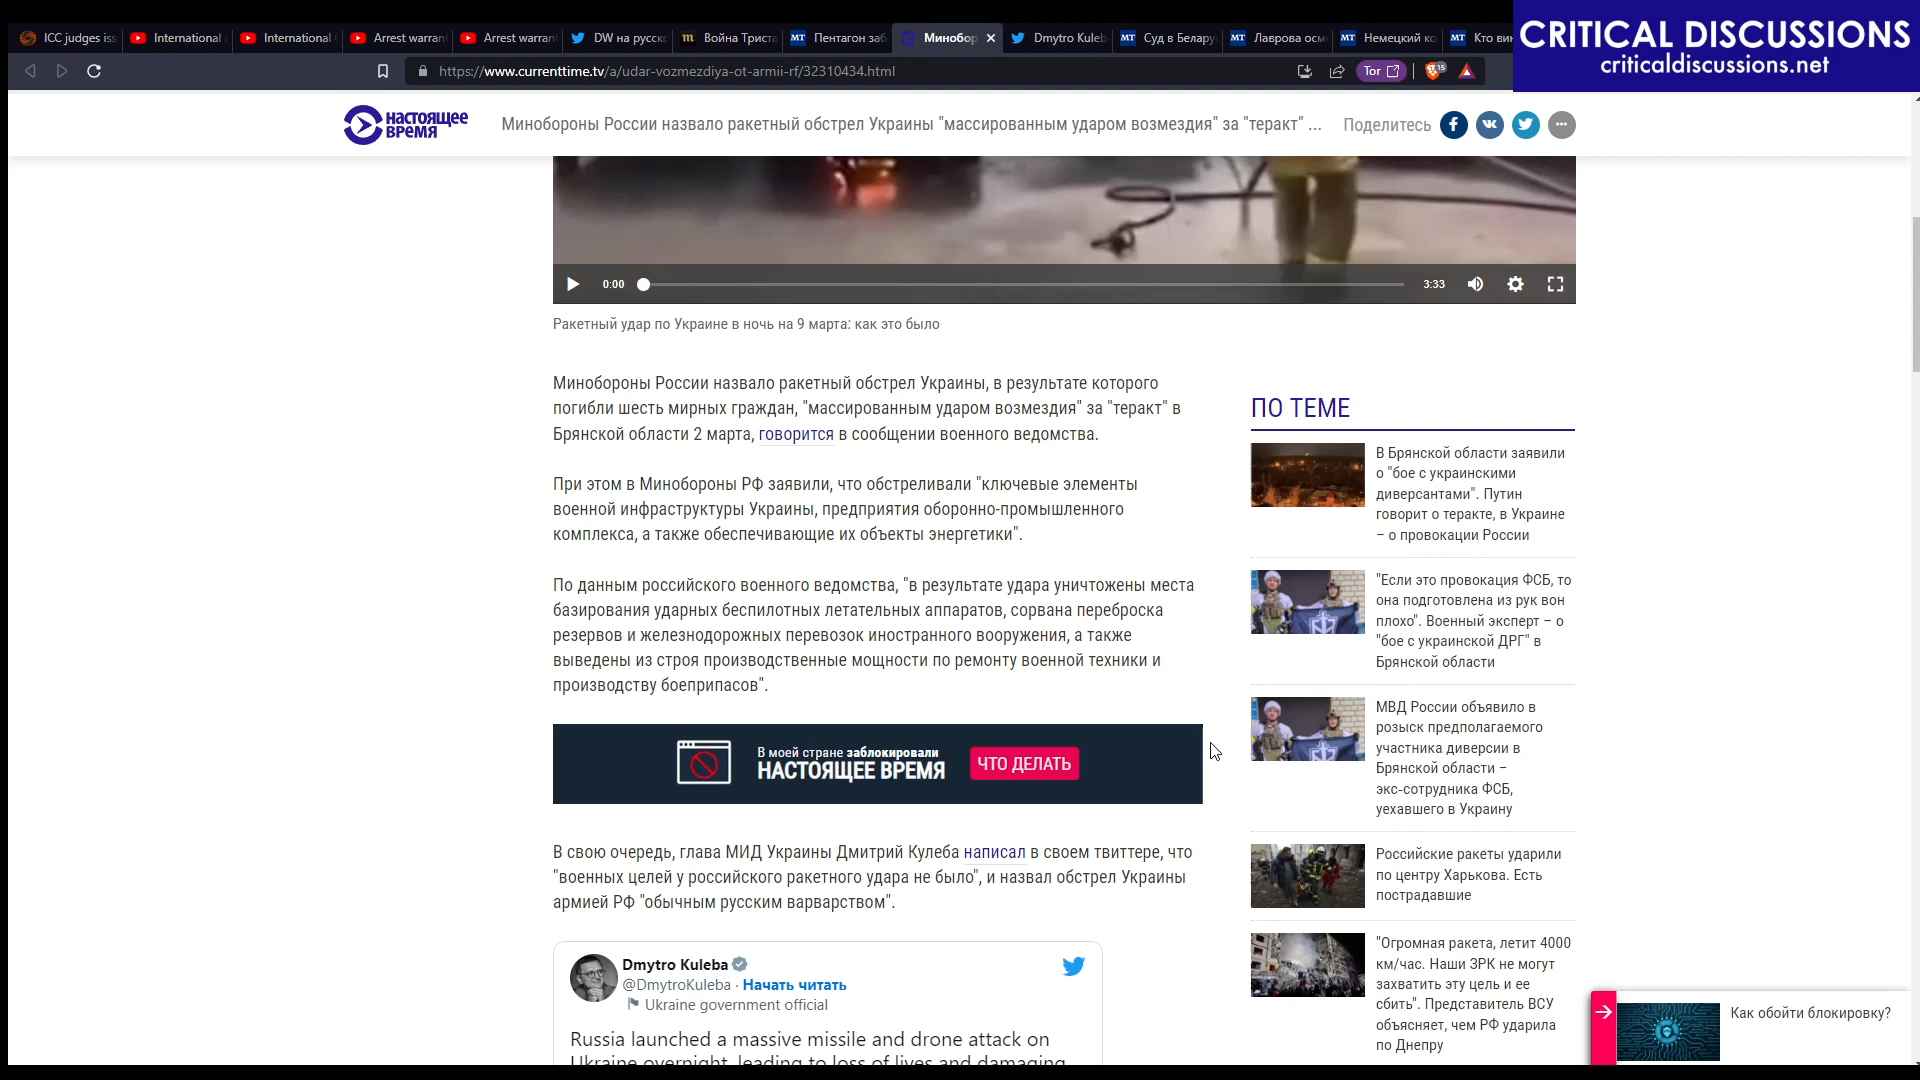 ICC judges iss
International
International
Arrest warran
Arrest warran
DW на русск
Война Триста
Пентагон заб
Миноборо
Dmytro Kuleb
Суд в Белару
Лаврова осм
Немецкий ко
Кто ви
CRITICAL DISCUSSIONS
criticaldiscussions.net
https://www.currenttime.tv/a/udar-vozmezdiya-ot-armii-rf/32310434.html
Tor
15
НАСТОЯЩЕЕ
ВРЕМЯ
Минобороны России назвало ракетный обстрел Украины "массированным ударом возмездия" за "теракт" ...
Поделитесь
0:00
3:33
Ракетный удар по Украине в ночь на 9 марта: как это было
Минобороны России назвало ракетный обстрел Украины, в результате которого
погибли шесть мирных граждан, "массированным ударом возмездия" за "теракт" в
Брянской области 2 марта, говорится в сообщении военного ведомства.
При этом в Минобороны РФ заявили, что обстреливали "ключевые элементы
военной инфраструктуры Украины, предприятия оборонно-промышленного
комплекса, а также обеспечивающие их объекты энергетики".
По данным российского военного ведомства, "в результате удара уничтожены места
базирования ударных беспилотных летательных аппаратов, сорвана переброска
резервов и железнодорожных перевозок иностранного вооружения, а также
выведены из строя производственные мощности по ремонту военной техники и
производству боеприпасов".
В моей стране заблокировали
НАСТОЯЩЕЕ ВРЕМЯ
ЧТО ДЕЛАТЬ
В свою очередь, глава МИД Украины Дмитрий Кулеба написал в своем твиттере, что
"военных целей у российского ракетного удара не было", и назвал обстрел Украины
армией РФ "обычным русским варварством".
Dmytro Kuleba
@DmytroKuleba · Начать читать
Ukraine government official
Russia launched a massive missile and drone attack on
Ukraine overnight, leading to loss of lives and damaging
ПО ТЕМЕ
В Брянской области заявили
о "бое с украинскими
диверсантами". Путин
говорит о теракте, в Украине
– о провокации России
"Если это провокация ФСБ, то
она подготовлена из рук вон
плохо". Военный эксперт – о
"бое с украинской ДРГ" в
Брянской области
МВД России объявило в
розыск предполагаемого
участника диверсии в
Брянской области –
экс-сотрудника ФСБ,
уехавшего в Украину
Российские ракеты ударили
по центру Харькова. Есть
пострадавшие
"Огромная ракета, летит 4000
км/час. Наши ЗРК не могут
захватить эту цель и ее
сбить". Представитель ВСУ
объясняет, чем РФ ударила
по Днепру
Как обойти блокировку?